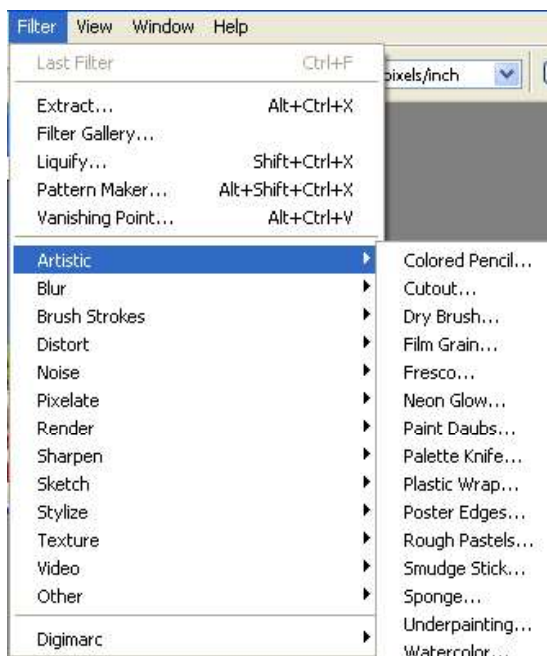 Filter View Window Help
Last Filter Ctrl+F
pixels/inch
Extract... Alt+Ctrl+X
Filter Gallery...
Liquify... Shift+Ctrl+X
Pattern Maker... Alt+Shift+Ctrl+X
Vanishing Point... Alt+Ctrl+V
Artistic
Blur
Brush Strokes
Distort
Noise
Pixelate
Render
Sharpen
Sketch
Stylize
Texture
Video
Other
Digimarc
Colored Pencil...
Cutout...
Dry Brush...
Film Grain...
Fresco...
Neon Glow...
Paint Daubs...
Palette Knife...
Plastic Wrap...
Poster Edges...
Rough Pastels...
Smudge Stick...
Sponge...
Underpainting...
Watercolor...